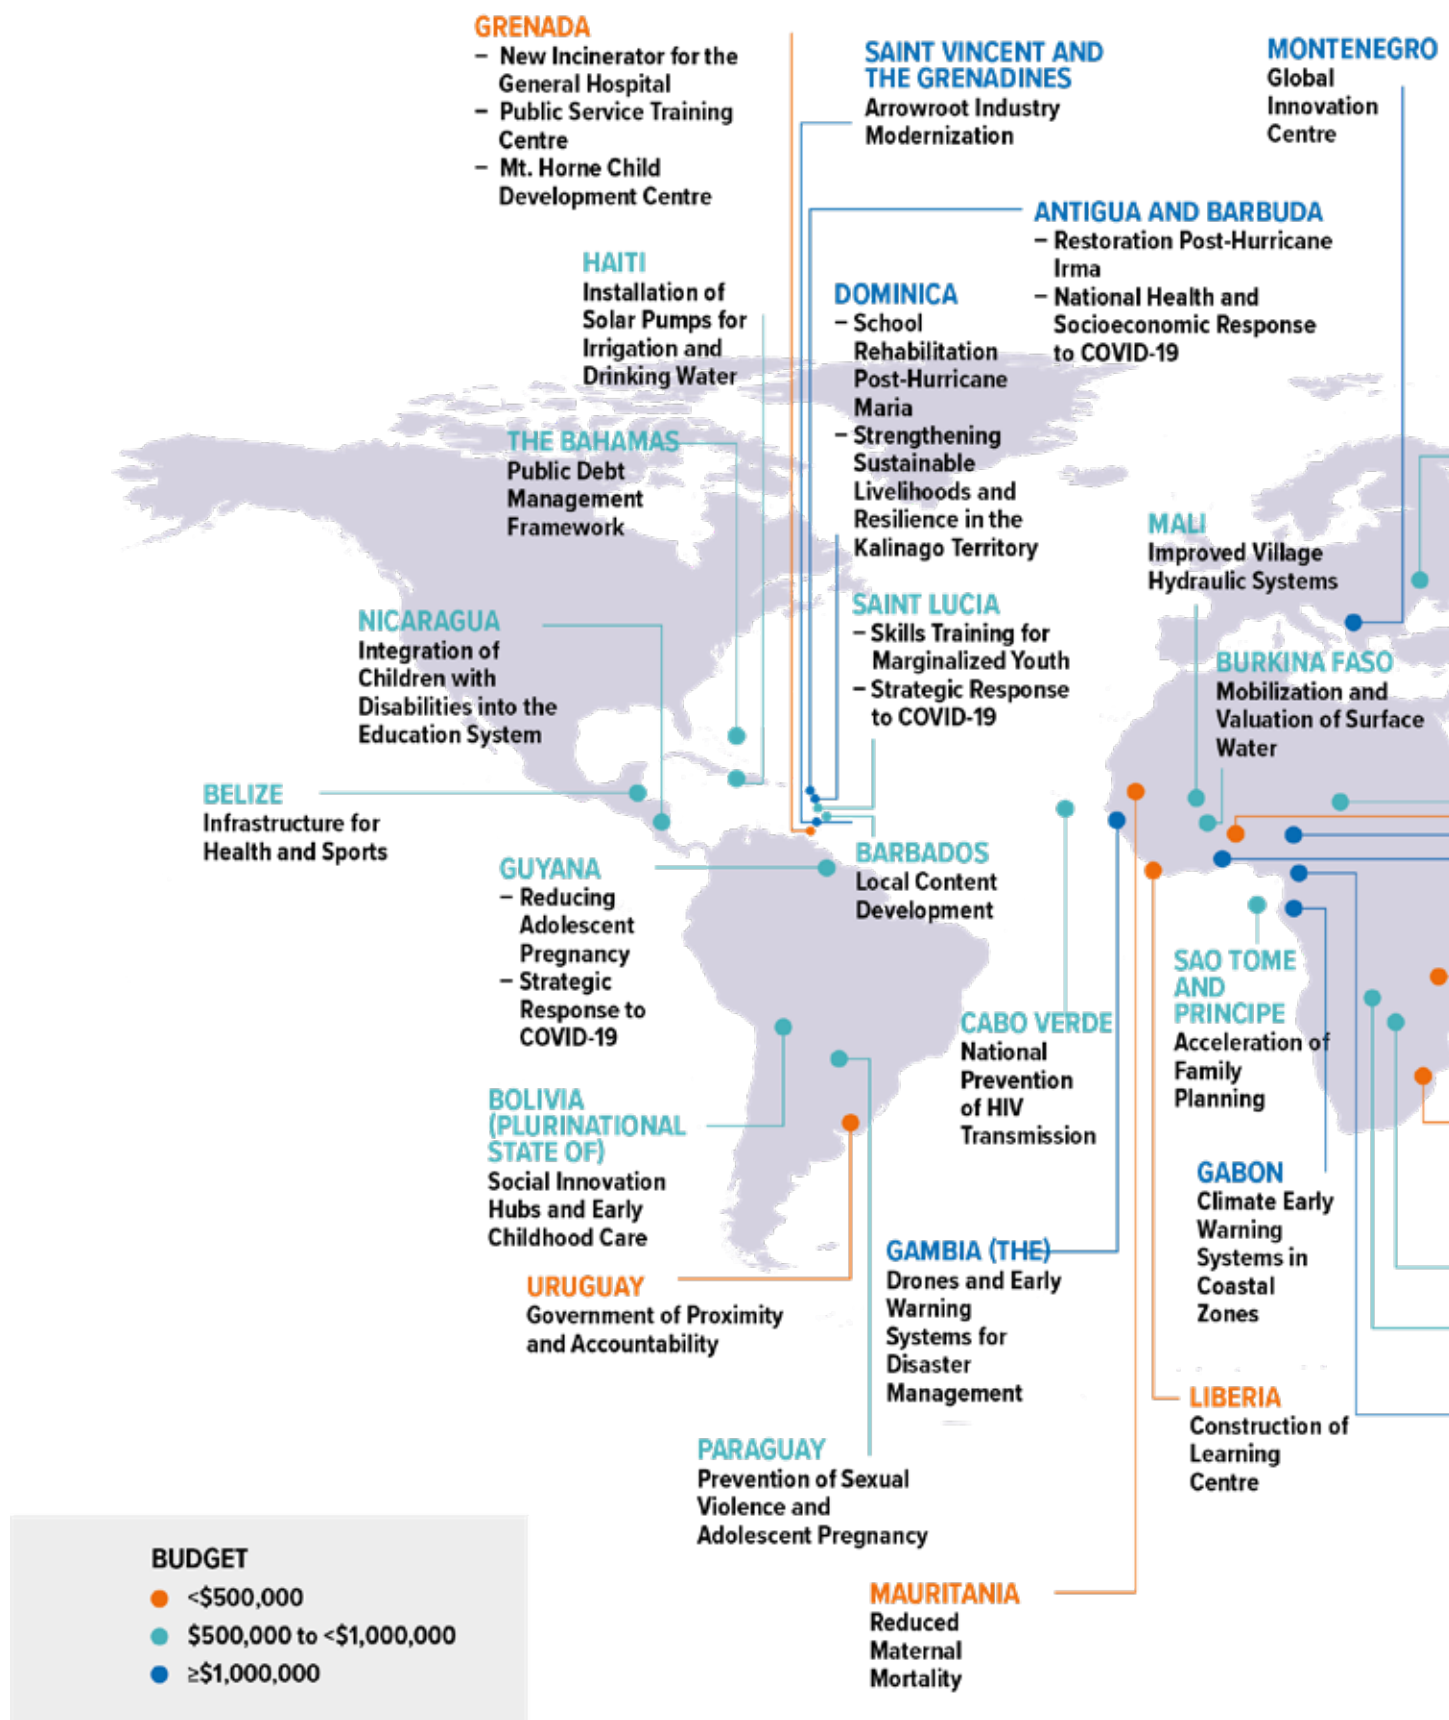 GRENADA
– New Incinerator for the
General Hospital
– Public Service Training
Centre
– Mt. Horne Child
Development Centre
SAINT VINCENT AND
THE GRENADINES
Arrowroot Industry
Modernization
MONTENEGRO
Global
Innovation
Centre
ANTIGUA AND BARBUDA
– Restoration Post-Hurricane
Irma
– National Health and
Socioeconomic Response
to COVID-19
HAITI
Installation of
Solar Pumps for
Irrigation and
Drinking Water
DOMINICA
– School
Rehabilitation
Post-Hurricane
Maria
– Strengthening
Sustainable
Livelihoods and
Resilience in the
Kalinago Territory
THE BAHAMAS
Public Debt
Management
Framework
MALI
Improved Village
Hydraulic Systems
SAINT LUCIA
– Skills Training for
Marginalized Youth
– Strategic Response
to COVID-19
NICARAGUA
Integration of
Children with
Disabilities into the
Education System
BURKINA FASO
Mobilization and
Valuation of Surface
Water
BELIZE
Infrastructure for
Health and Sports
GUYANA
– Reducing
Adolescent
Pregnancy
– Strategic
Response to
COVID-19
BARBADOS
Local Content
Development
SAO TOME
AND
PRINCIPE
Acceleration of
Family
Planning
CABO VERDE
National
Prevention
of HIV
Transmission
BOLIVIA
(PLURINATIONAL
STATE OF)
Social Innovation
Hubs and Early
Childhood Care
GABON
Climate Early
Warning
Systems in
Coastal
Zones
GAMBIA (THE)
Drones and Early
Warning
Systems for
Disaster
Management
URUGUAY
Government of Proximity
and Accountability
LIBERIA
Construction of
Learning
Centre
PARAGUAY
Prevention of Sexual
Violence and
Adolescent Pregnancy
MAURITANIA
Reduced
Maternal
Mortality
BUDGET
<$500,000
$500,000 to <$1,000,000
≥$1,000,000